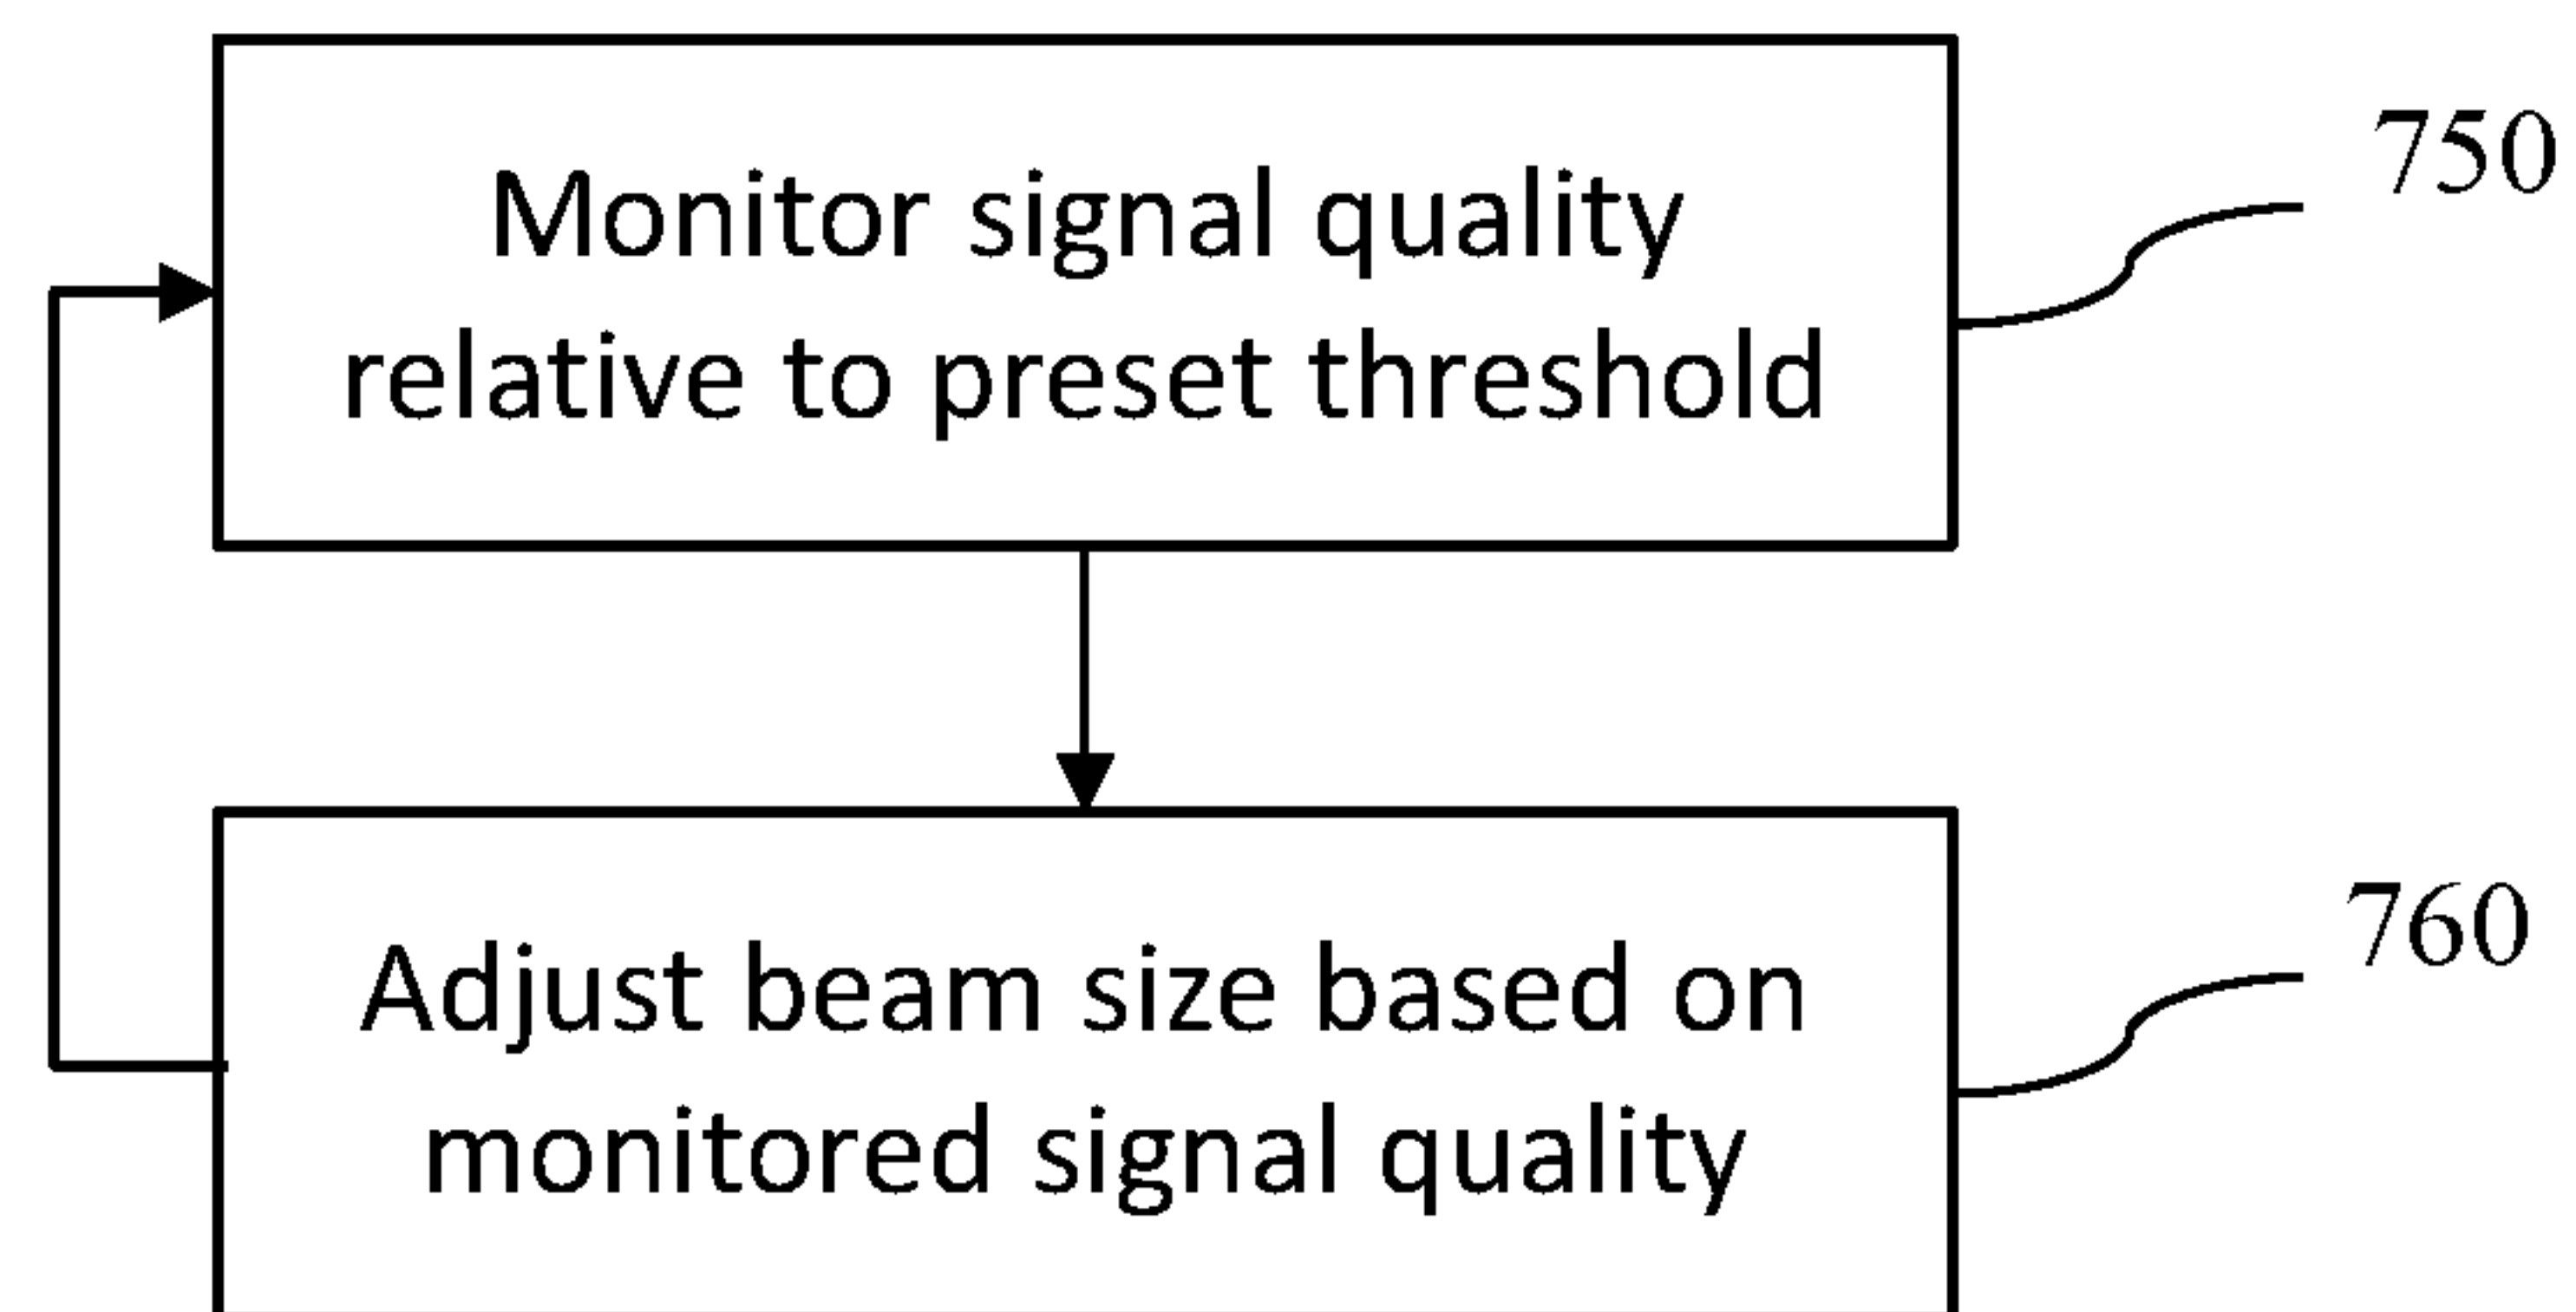 Monitor signal quality
relative to preset threshold
750
Adjust beam size based on
monitored signal quality
760